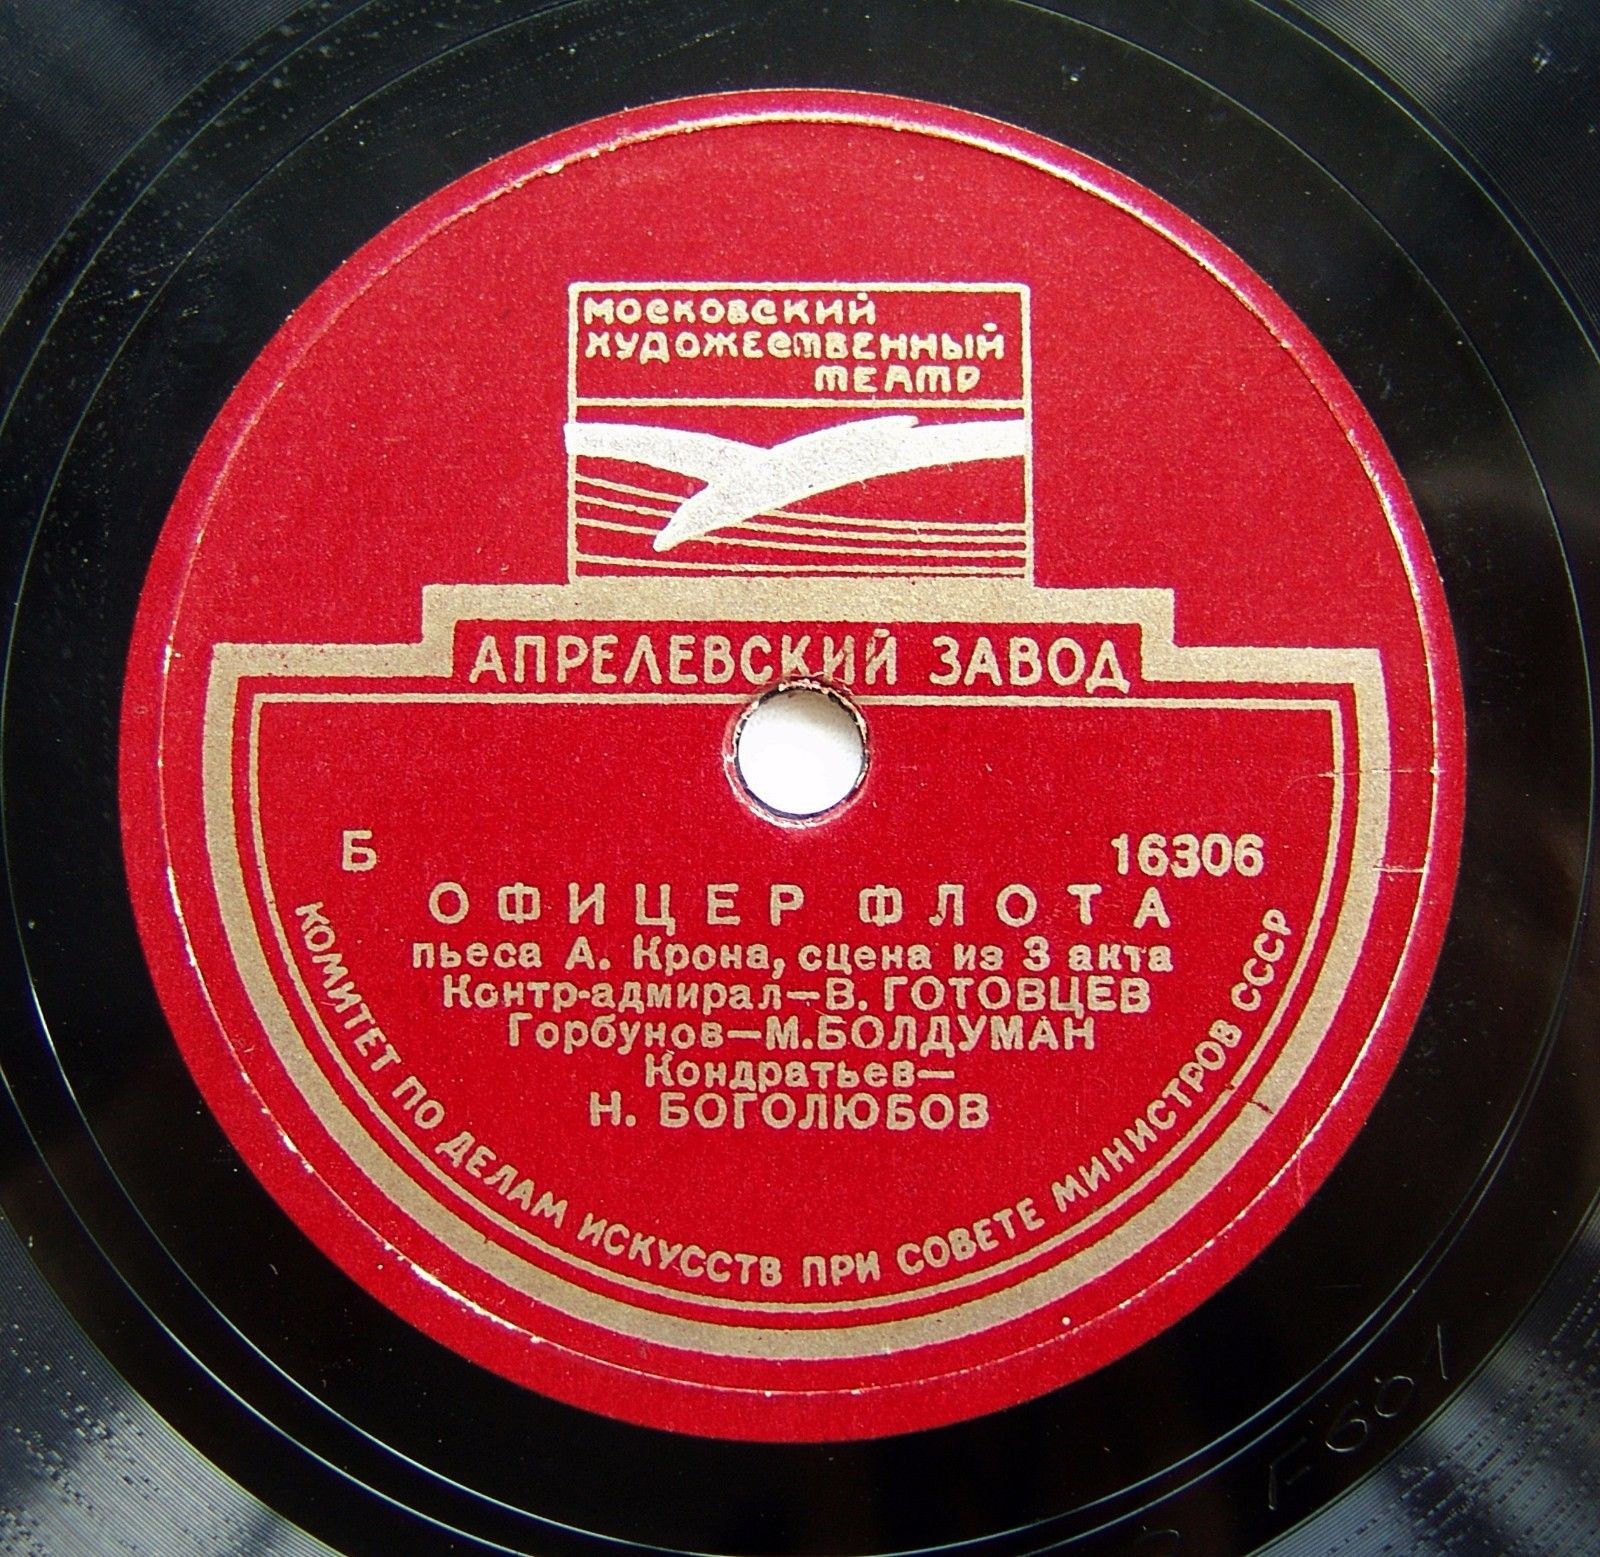 МОСКОВСКИЙ
ХУДОЖЕСТВЕННЫЙ
ТЕАТР
АПРЕЛЕВСКИЙ ЗАВОД
Б 16306
ОФИЦЕР ФЛОТА
пьеса А. Крона, сцена из 3 акта
Контр-адмирал—В. ГОТОВЦЕВ
Горбунов—М.БОЛДУМАН
Кондратьев—
Н. БОГОЛЮБОВ
КОМИТЕТ ПО ДЕЛАМ ИСКУССТВ ПРИ СОВЕТЕ МИНИСТРОВ СССР